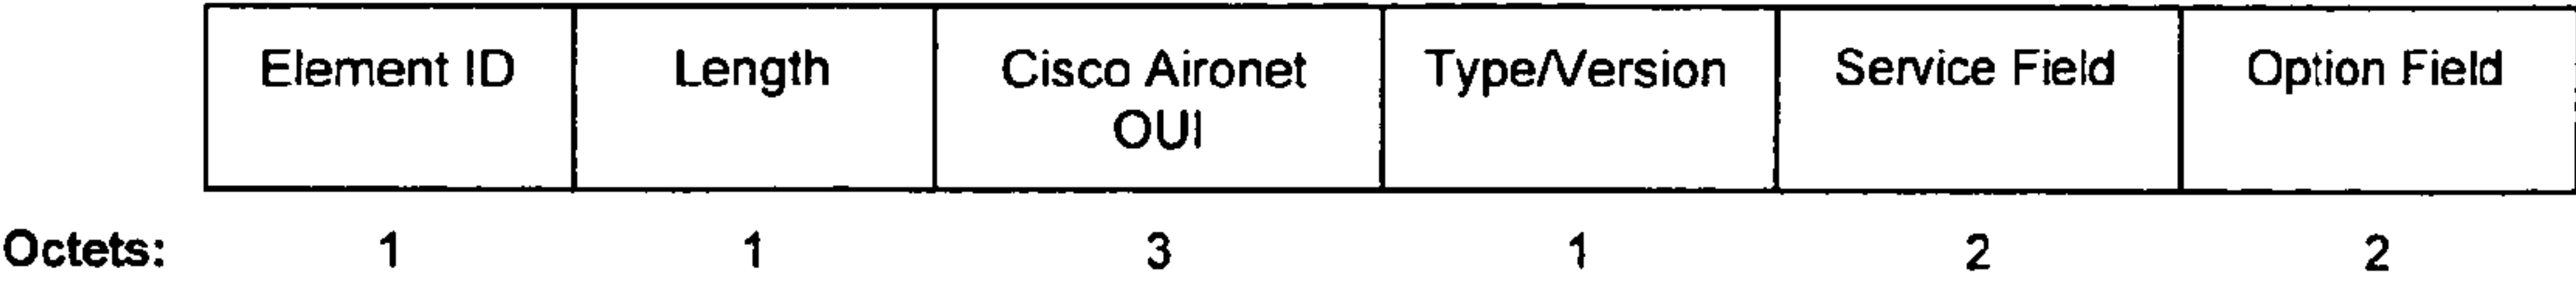 Element ID Length Cisco Aironet Type/Version Service Field Option Field
OUI
Octets: 1 1 3 1 2 2